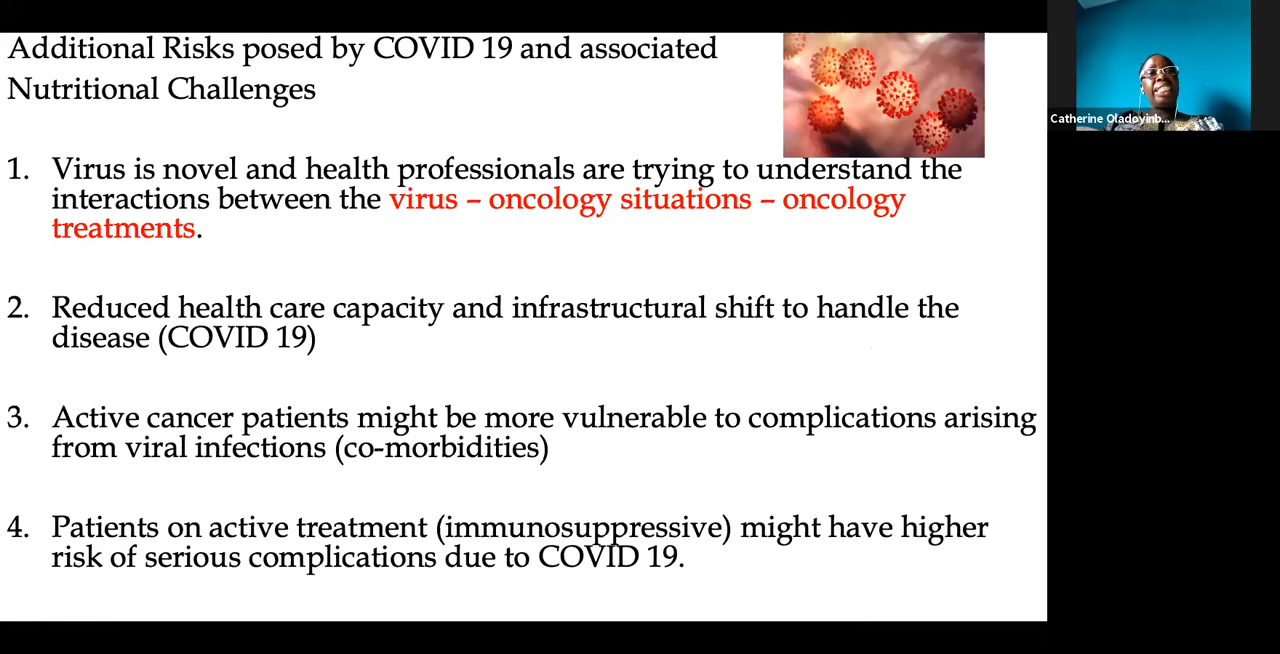 Additional Risks posed by COVID 19 and associated
Nutritional Challenges
1. Virus is novel and health professionals are trying to understand the
interactions between the virus – oncology situations – oncology
treatments.
2. Reduced health care capacity and infrastructural shift to handle the
disease (COVID 19)
3. Active cancer patients might be more vulnerable to complications arising
from viral infections (co-morbidities)
4. Patients on active treatment (immunosuppressive) might have higher
risk of serious complications due to COVID 19.
Catherine Oladoyinb...